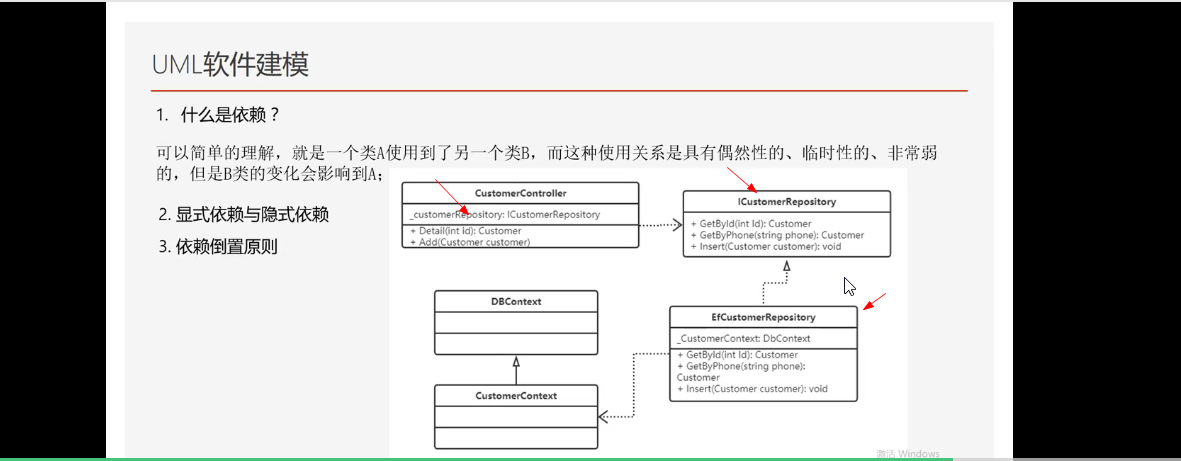 UML软件建模
1. 什么是依赖？
可以简单的理解，就是一个类A使用到了另一个类B，而这种使用关系是具有偶然性的、临时性的、非常弱
的，但是B类的变化会影响到A；
2. 显式依赖与隐式依赖
3. 依赖倒置原则
CustomerController
_customerRepository: ICustomerRepository
+ Detail(int Id): Customer
+ Add(Customer customer)
ICustomerRepository
+ GetById(int Id): Customer
+ GetByPhone(string phone): Customer
+ Insert(Customer customer): void
DBContext
EfCustomerRepository
_CustomerContext: DbContext
+ GetById(int Id): Customer
+ GetByPhone(string phone):
Customer
+ Insert(Customer customer): void
CustomerContext
激活 Windows